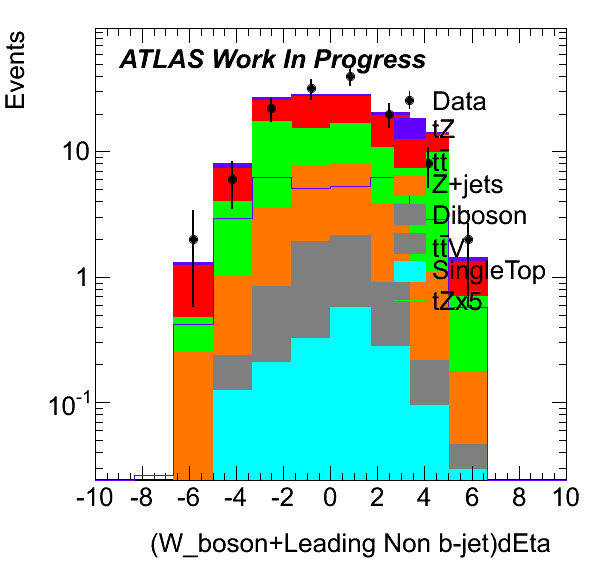 Events
ATLAS Work In Progress
Data
tZ
tt̄
Z+jets
Diboson
tt̄V
SingleTop
tZx5
10
1
10⁻¹
-10 -8 -6 -4 -2 0 2 4 6 8 10
(W_boson+Leading Non b-jet)dEta